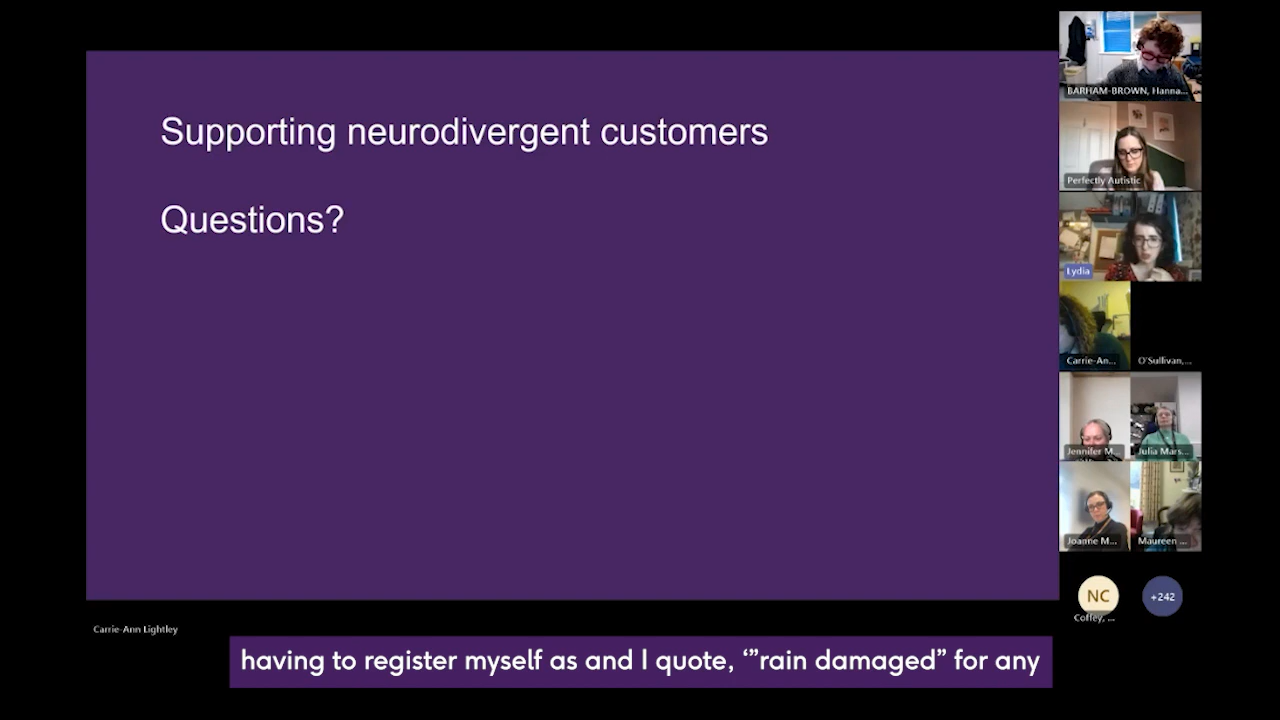 Supporting neurodivergent customers
Questions?
BARHAM-BROWN, Hanna...
Perfectly Autistic
Lydia
Carrie-An...
O'Sullivan,...
Jennifer M...
Julia Mars...
Joanne M...
Maureen ...
NC
+242
Coffey, ...
Carrie-Ann Lightley
having to register myself as and I quote, ‘”rain damaged” for any